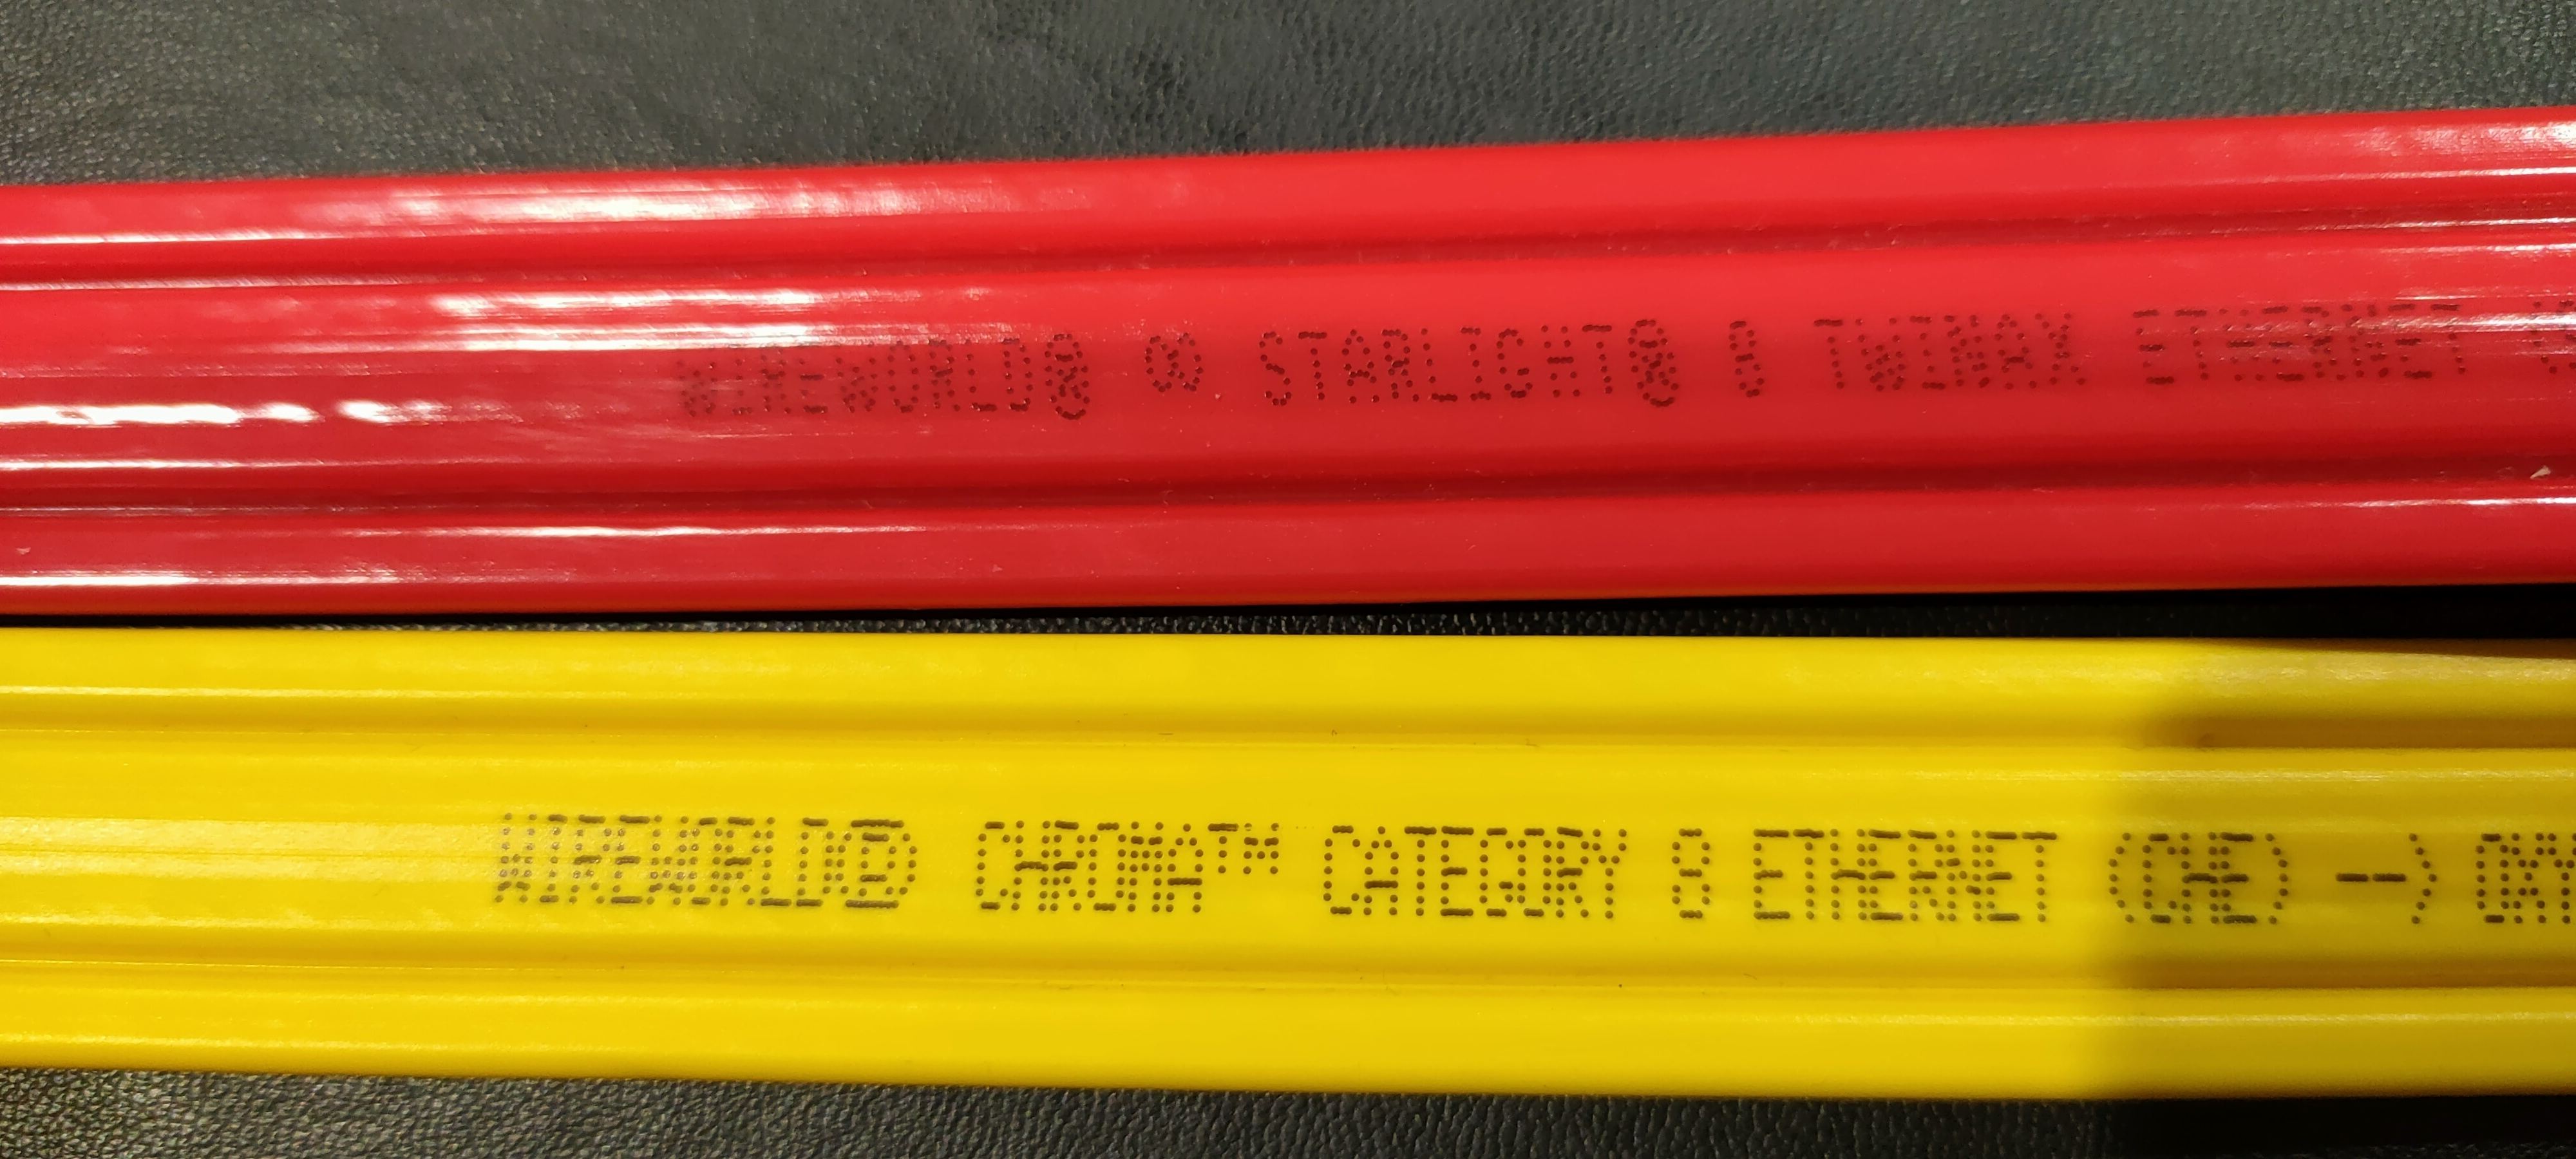 WIREWORLD® ∞ STARLIGHT® 8 TWINAX ETHERNET
WIREWORLD® CHROMA™ CATEGORY 8 ETHERNET (CHE) -->